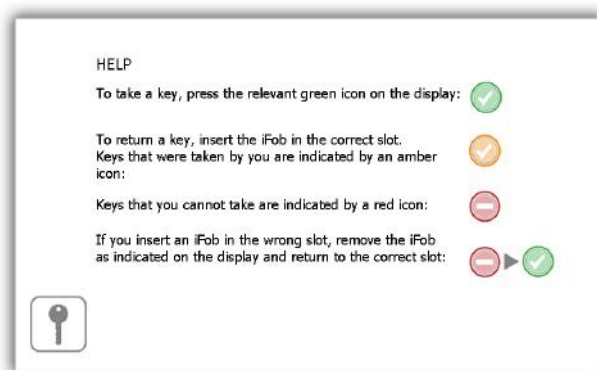 HELP
To take a key, press the relevant green icon on the display:
To return a key, insert the iFob in the correct slot.
Keys that were taken by you are indicated by an amber
icon:
Keys that you cannot take are indicated by a red icon:
If you insert an iFob in the wrong slot, remove the iFob
as indicated on the display and return to the correct slot: